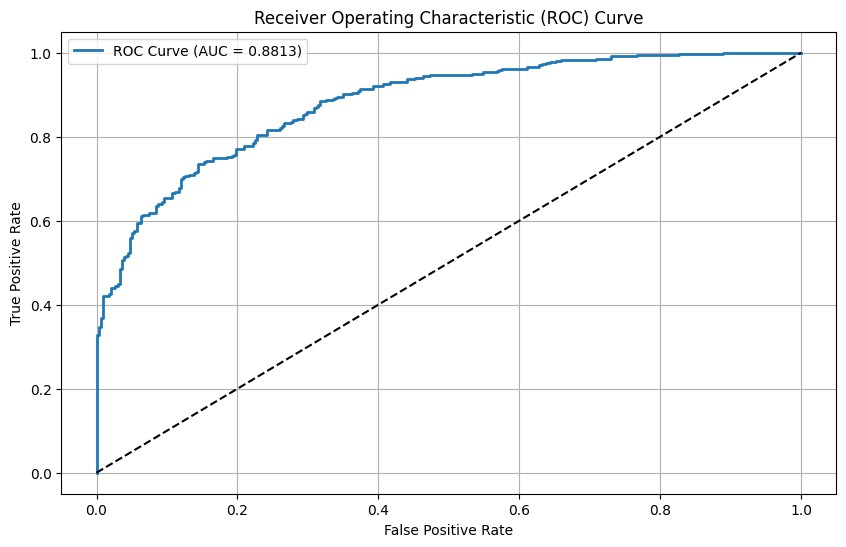 Receiver Operating Characteristic (ROC) Curve
ROC Curve (AUC = 0.8813)
1.0
0.8
0.6
0.4
0.2
0.0
True Positive Rate
0.0 0.2 0.4 0.6 0.8 1.0
False Positive Rate